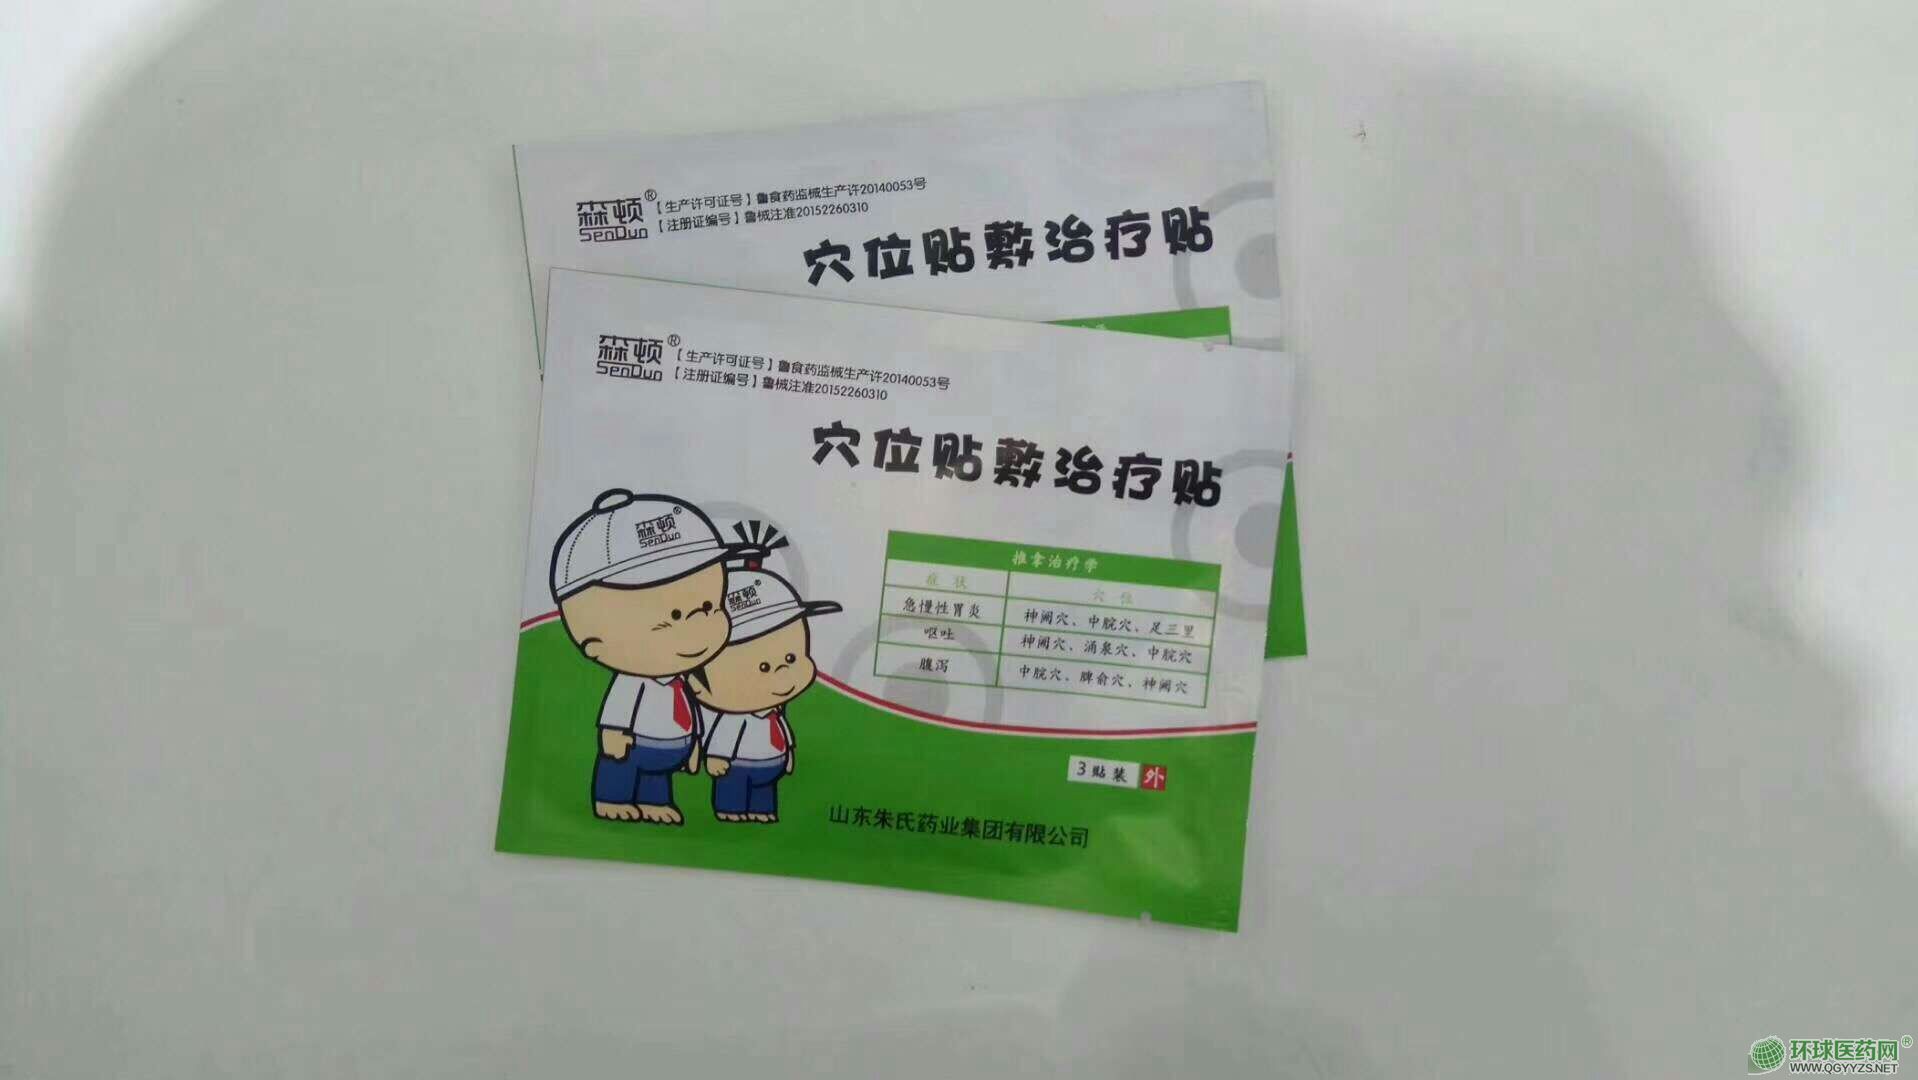 森顿®
SenDun
【生产许可证号】鲁食药监械生产许20140053号
【注册证编号】鲁械注准20152260310
穴位贴敷治疗贴
森顿®
SenDun
【生产许可证号】鲁食药监械生产许20140053号
【注册证编号】鲁械注准20152260310
穴位贴敷治疗贴
森顿®
SenDun
森顿®
SenDun
推拿治疗学
症状 穴位
急慢性胃炎 神阙穴、中脘穴、足三里
呕吐 神阙穴、涌泉穴、中脘穴
腹泻 中脘穴、脾俞穴、神阙穴
3贴装 外
山东朱氏药业集团有限公司
环球医药网®
WWW.QGYYZS.NET